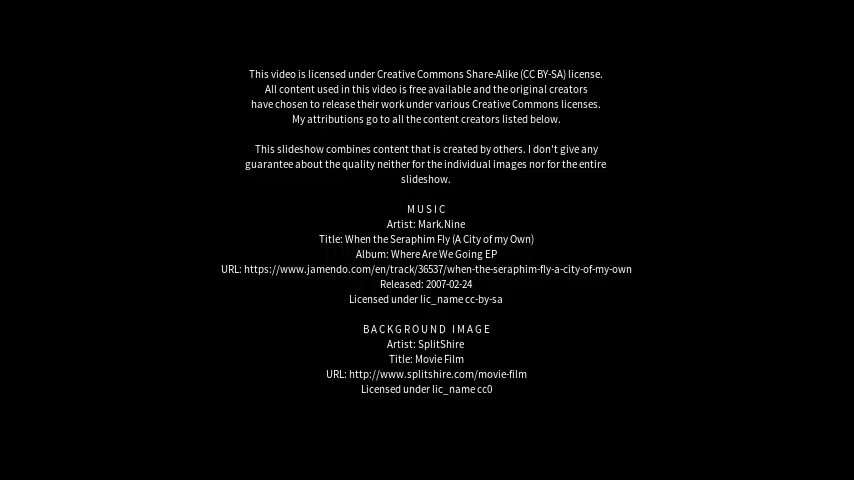 This video is licensed under Creative Commons Share-Alike (CC BY-SA) license.
All content used in this video is free available and the original creators
have chosen to release their work under various Creative Commons licenses.
My attributions go to all the content creators listed below.
This slideshow combines content that is created by others. I don't give any
guarantee about the quality neither for the individual images nor for the entire
slideshow.
MUSIC
Artist: Mark.Nine
Title: When the Seraphim Fly (A City of my Own)
Album: Where Are We Going EP
URL: https://www.jamendo.com/en/track/36537/when-the-seraphim-fly-a-city-of-my-own
Released: 2007-02-24
Licensed under lic_name cc-by-sa
BACKGROUND IMAGE
Artist: SplitShire
Title: Movie Film
URL: http://www.splitshire.com/movie-film
Licensed under lic_name cc0